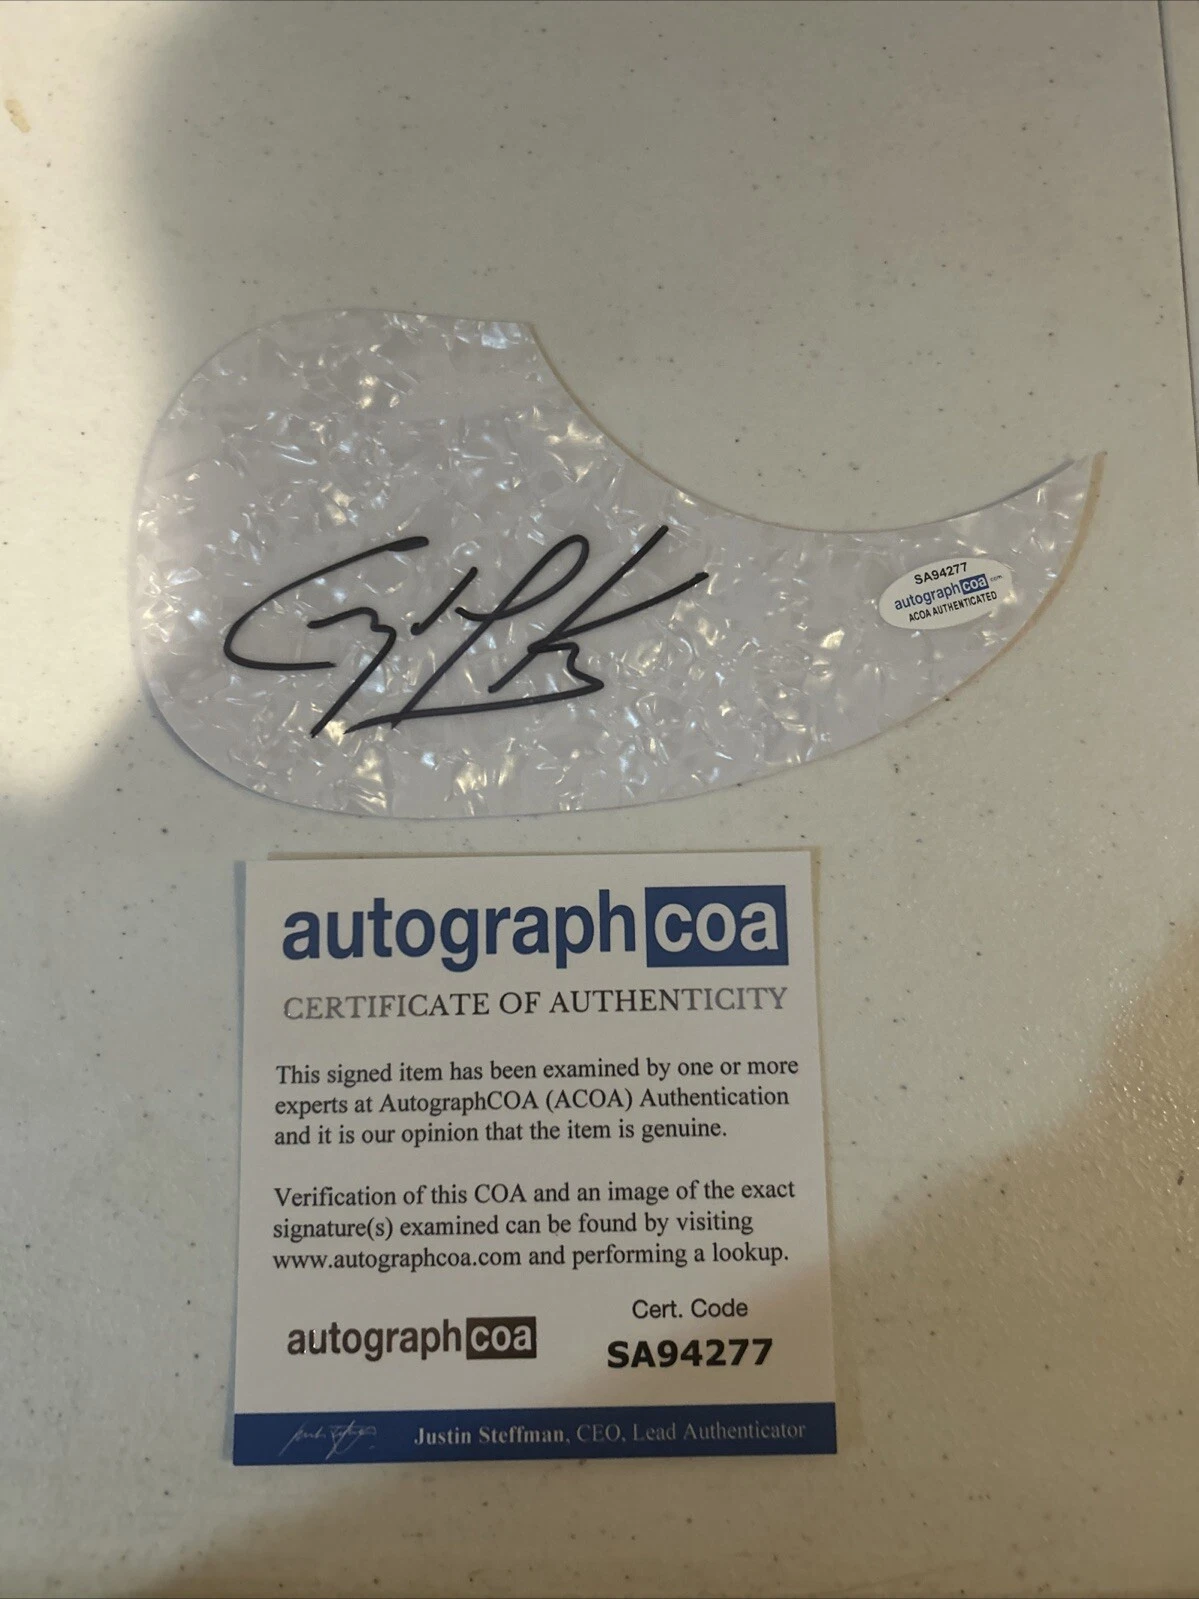 SA94277
autographcoa.com
ACOA AUTHENTICATED
autographcoa
CERTIFICATE OF AUTHENTICITY
This signed item has been examined by one or more
experts at AutographCOA (ACOA) Authentication
and it is our opinion that the item is genuine.
Verification of this COA and an image of the exact
signature(s) examined can be found by visiting
www.autographcoa.com and performing a lookup.
Cert. Code
autographcoa
SA94277
Justin Steffman, CEO, Lead Authenticator